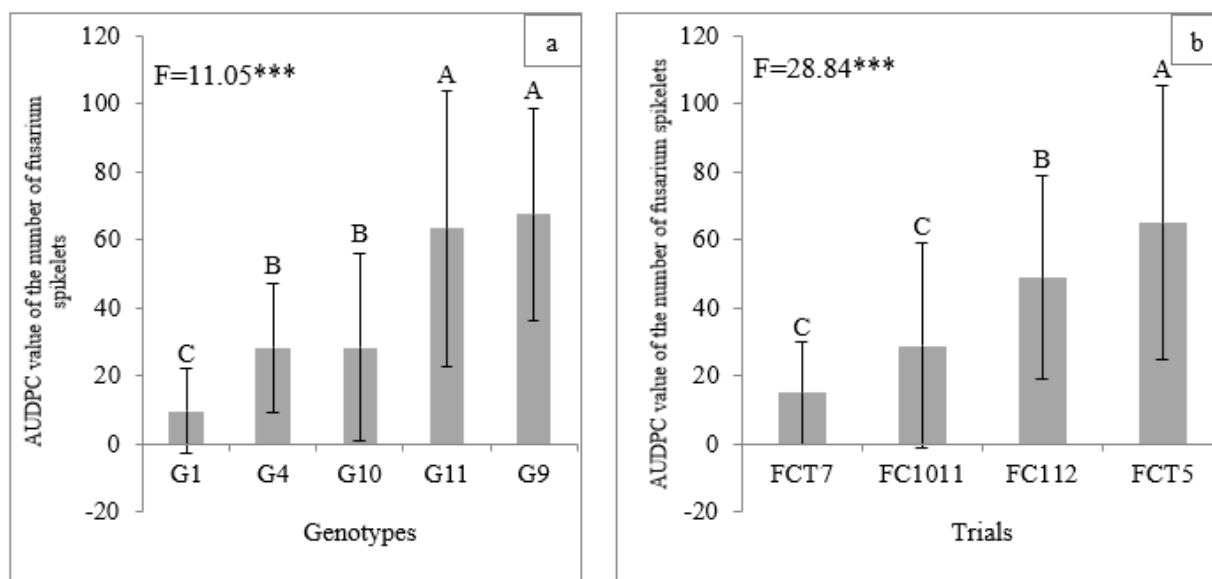 a
F=11.05***
AUDPC value of the number of fusarium
spikelets
120
100
80
60
40
20
0
-20
C
B
B
A
A
G1 G4 G10 G11 G9
Genotypes
b
F=28.84***
AUDPC value of the number of fusarium spikelets
120
100
80
60
40
20
0
-20
C
C
B
A
FCT7 FC1011 FC112 FCT5
Trials